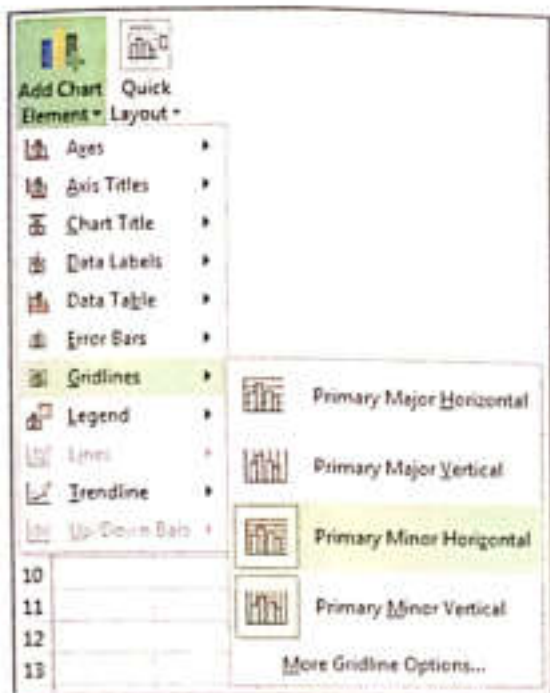 Add Chart Quick
Element Layout
Axes
Axis Titles
Chart Title
Data Labels
Data Table
Error Bars
Gridlines
Legend
Lines
Trendline
Up/Down Bars
Primary Major Horizontal
Primary Major Vertical
Primary Minor Horizontal
Primary Minor Vertical
More Gridline Options...
10
11
12
13